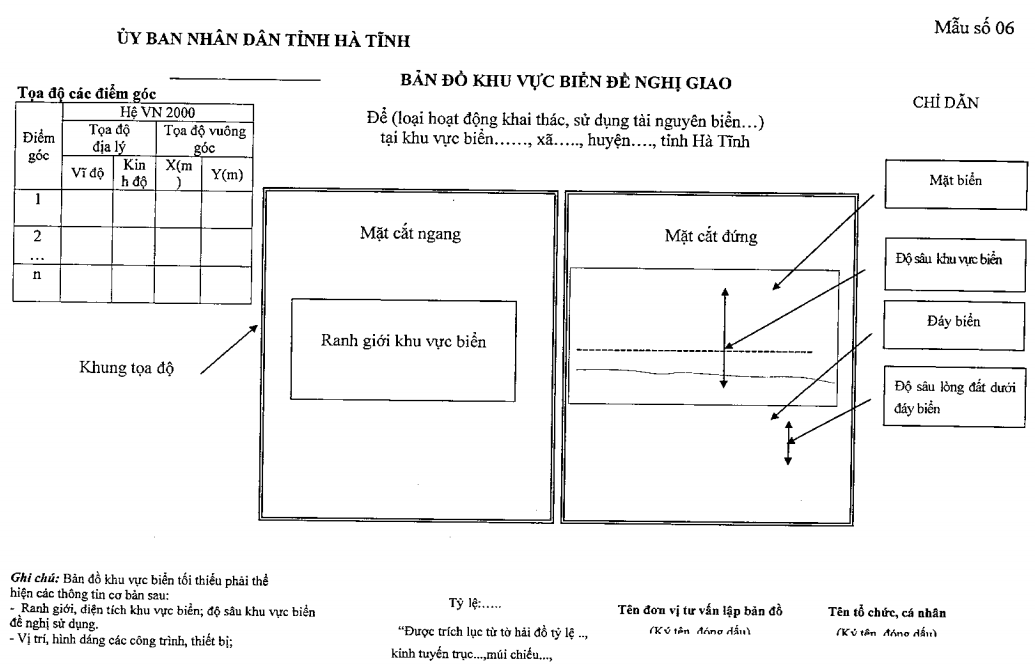 Mẫu số 06
ỦY BAN NHÂN DÂN TỈNH HÀ TĨNH
BẢN ĐỒ KHU VỰC BIỂN ĐỀ NGHỊ GIAO
Để (loại hoạt động khai thác, sử dụng tài nguyên biển…)
tại khu vực biển……, xã….., huyện…., tỉnh Hà Tĩnh
Tọa độ các điểm góc
Điểm
góc
Hệ VN 2000
Tọa độ
địa lý
Tọa độ vuông
góc
Vĩ độ
Kin
h độ
X(m
)
Y(m)
1
2
…
n
Khung tọa độ
Mặt cắt ngang
Ranh giới khu vực biển
Mặt cắt đứng
CHỈ DẪN
Mặt biển
Độ sâu khu vực biển
Đáy biển
Độ sâu lòng đất dưới
đáy biển
Ghi chú: Bản đồ khu vực biển tối thiểu phải thể
hiện các thông tin cơ bản sau:
- Ranh giới, diện tích khu vực biển; độ sâu khu vực biển
đề nghị sử dụng.
- Vị trí, hình dáng các công trình, thiết bị;
Tỷ lệ:…..
“Được trích lục từ tờ hải đồ tỷ lệ ..,
kinh tuyến trục...,múi chiếu...,
Tên đơn vị tư vấn lập bản đồ
(Ký tên, đóng dấu)
Tên tổ chức, cá nhân
(Ký tên, đóng dấu)